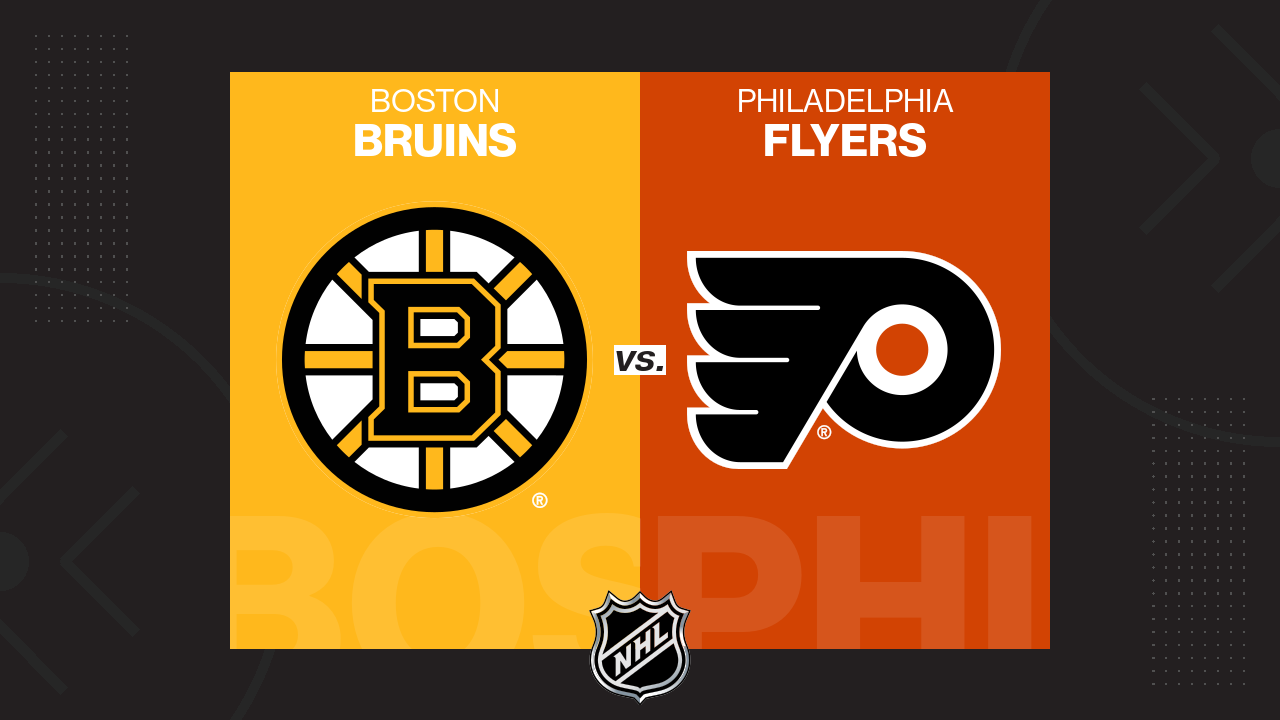 BOSTON
BRUINS
PHILADELPHIA
FLYERS
B
vs.
®
®
BOS
PHI
NHL